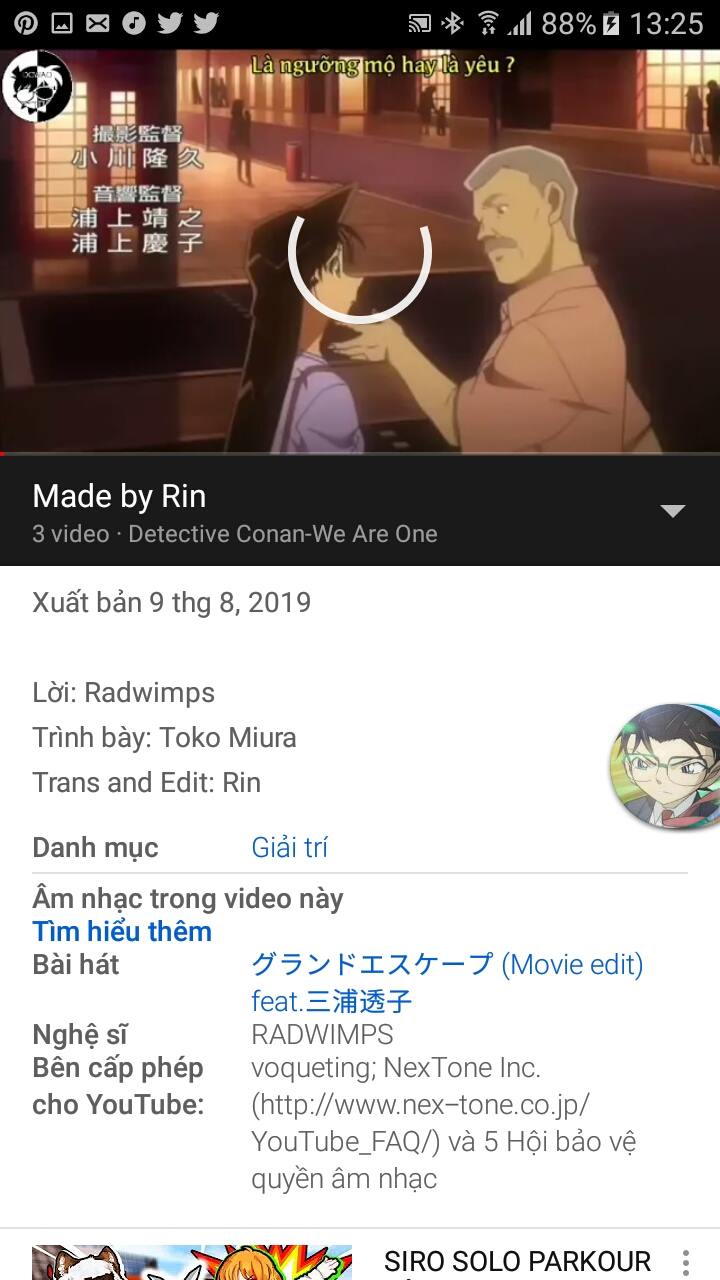 88% 13:25
Là ngưỡng mộ hay là yêu ?
撮影監督
小川隆久
音響監督
浦上靖之
浦上慶子
Made by Rin
3 video · Detective Conan-We Are One
Xuất bản 9 thg 8, 2019
Lời: Radwimps
Trình bày: Toko Miura
Trans and Edit: Rin
Danh mục Giải trí
Âm nhạc trong video này
Tìm hiểu thêm
Bài hát グランドエスケープ (Movie edit)
feat.三浦透子
Nghệ sĩ RADWIMPS
Bên cấp phép voqueting; NexTone Inc.
cho YouTube: (http://www.nex–tone.co.jp/
YouTube_FAQ/) và 5 Hội bảo vệ
quyền âm nhạc
SIRO SOLO PARKOUR